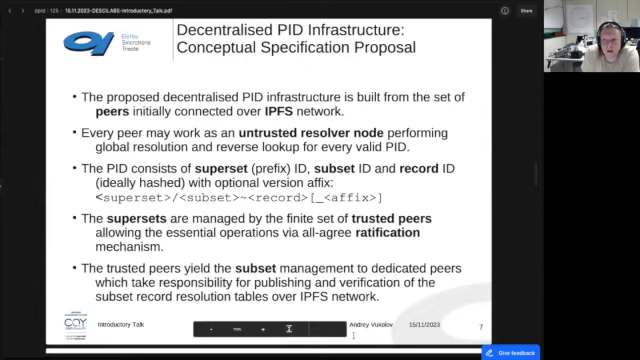 dpid : 125
15.11.2023-DESCILABS-Introductory_Talk.pdf
Share
Elettra
Sincrotrone
Trieste
Decentralised PID Infrastructure:
Conceptual Specification Proposal
• The proposed decentralised PID infrastructure is built from the set of
peers initially connected over IPFS network.
• Every peer may work as an untrusted resolver node performing
global resolution and reverse lookup for every valid PID.
• The PID consists of superset (prefix) ID, subset ID and record ID
(ideally hashed) with optional version affix:
<superset>/<subset>~<record>[_<affix>]
• The supersets are managed by the finite set of trusted peers
allowing the essential operations via all-agree ratification
mechanism.
• The trusted peers yield the subset management to dedicated peers
which take responsibility for publishing and verification of the
subset record resolution tables over IPFS network.
Introductory Talk
- + 
Andrey Vukolov
15/11/2023
7
Give feedback